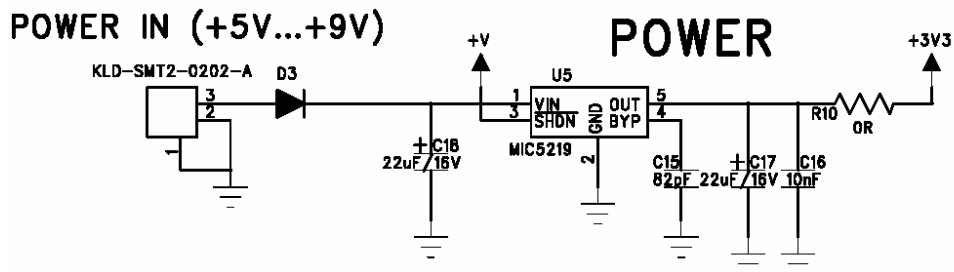 POWER IN (+5V...+9V)
POWER
+V
+3V3
KLD-SMT2-0202-A
D3
U5
3
2
1
1
3
VIN
SHDN
GND
OUT
BYP
5
4
2
MIC5219
R10
0R
+C18
22uF/16V
C15
82pF
+C17
22uF/16V
C16
10nF